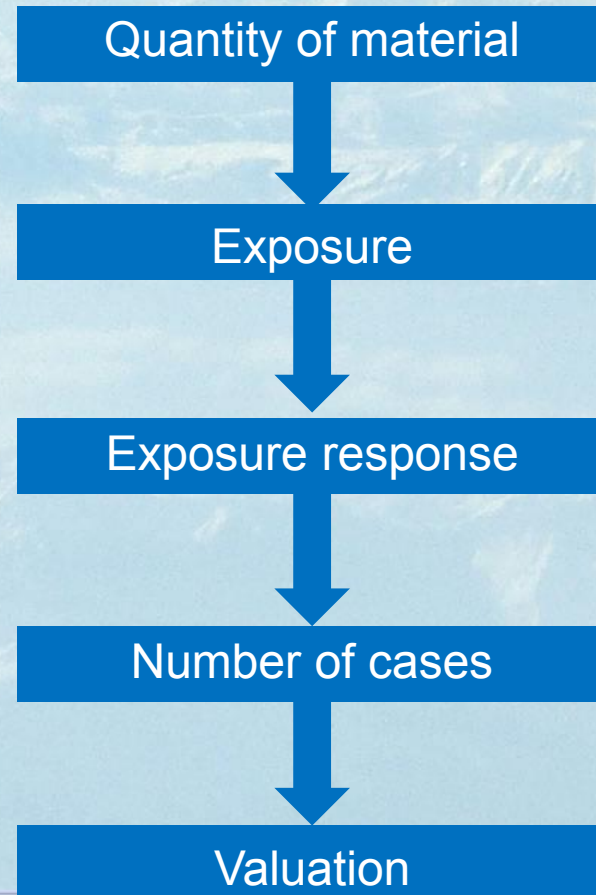 Quantity of material
Exposure
Exposure response
Number of cases
Valuation